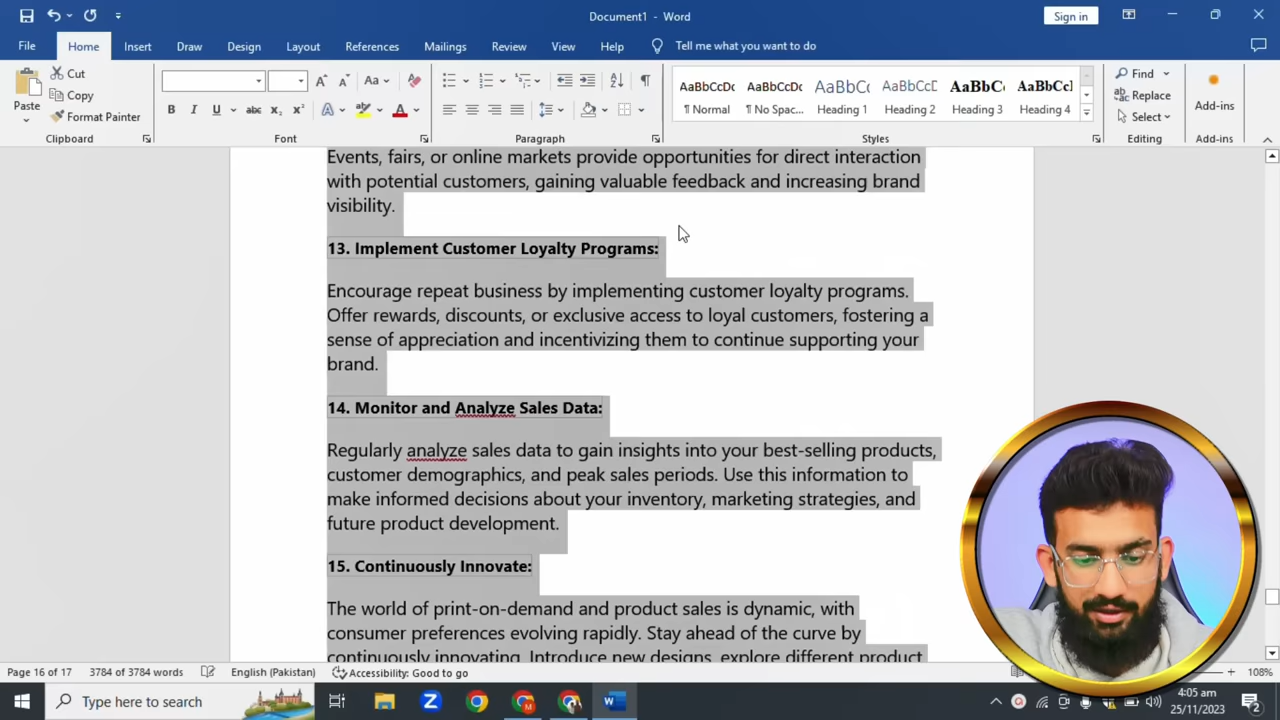 Document1 - Word
Sign in
File Home Insert Draw Design Layout References Mailings Review View Help Tell me what you want to do
Paste
Cut
Copy
Format Painter
Clipboard
Aa
B I U abc x₂ x² A A
Font
Paragraph
AaBbCcDc AaBbCcDc AaBbCc AaBbCcD AaBbC AaBbCcl
¶ Normal ¶ No Spac... Heading 1 Heading 2 Heading 3 Heading 4
Styles
Find
Replace
Select
Editing
Add-ins
Add-ins
Events, fairs, or online markets provide opportunities for direct interaction
with potential customers, gaining valuable feedback and increasing brand
visibility.
13. Implement Customer Loyalty Programs:
Encourage repeat business by implementing customer loyalty programs.
Offer rewards, discounts, or exclusive access to loyal customers, fostering a
sense of appreciation and incentivizing them to continue supporting your
brand.
14. Monitor and Analyze Sales Data:
Regularly analyze sales data to gain insights into your best-selling products,
customer demographics, and peak sales periods. Use this information to
make informed decisions about your inventory, marketing strategies, and
future product development.
15. Continuously Innovate:
The world of print-on-demand and product sales is dynamic, with
consumer preferences evolving rapidly. Stay ahead of the curve by
continuously innovating. Introduce new designs, explore different product
Page 16 of 17 3784 of 3784 words English (Pakistan) Accessibility: Good to go 108%
Type here to search
4:05 am
25/11/2023
2